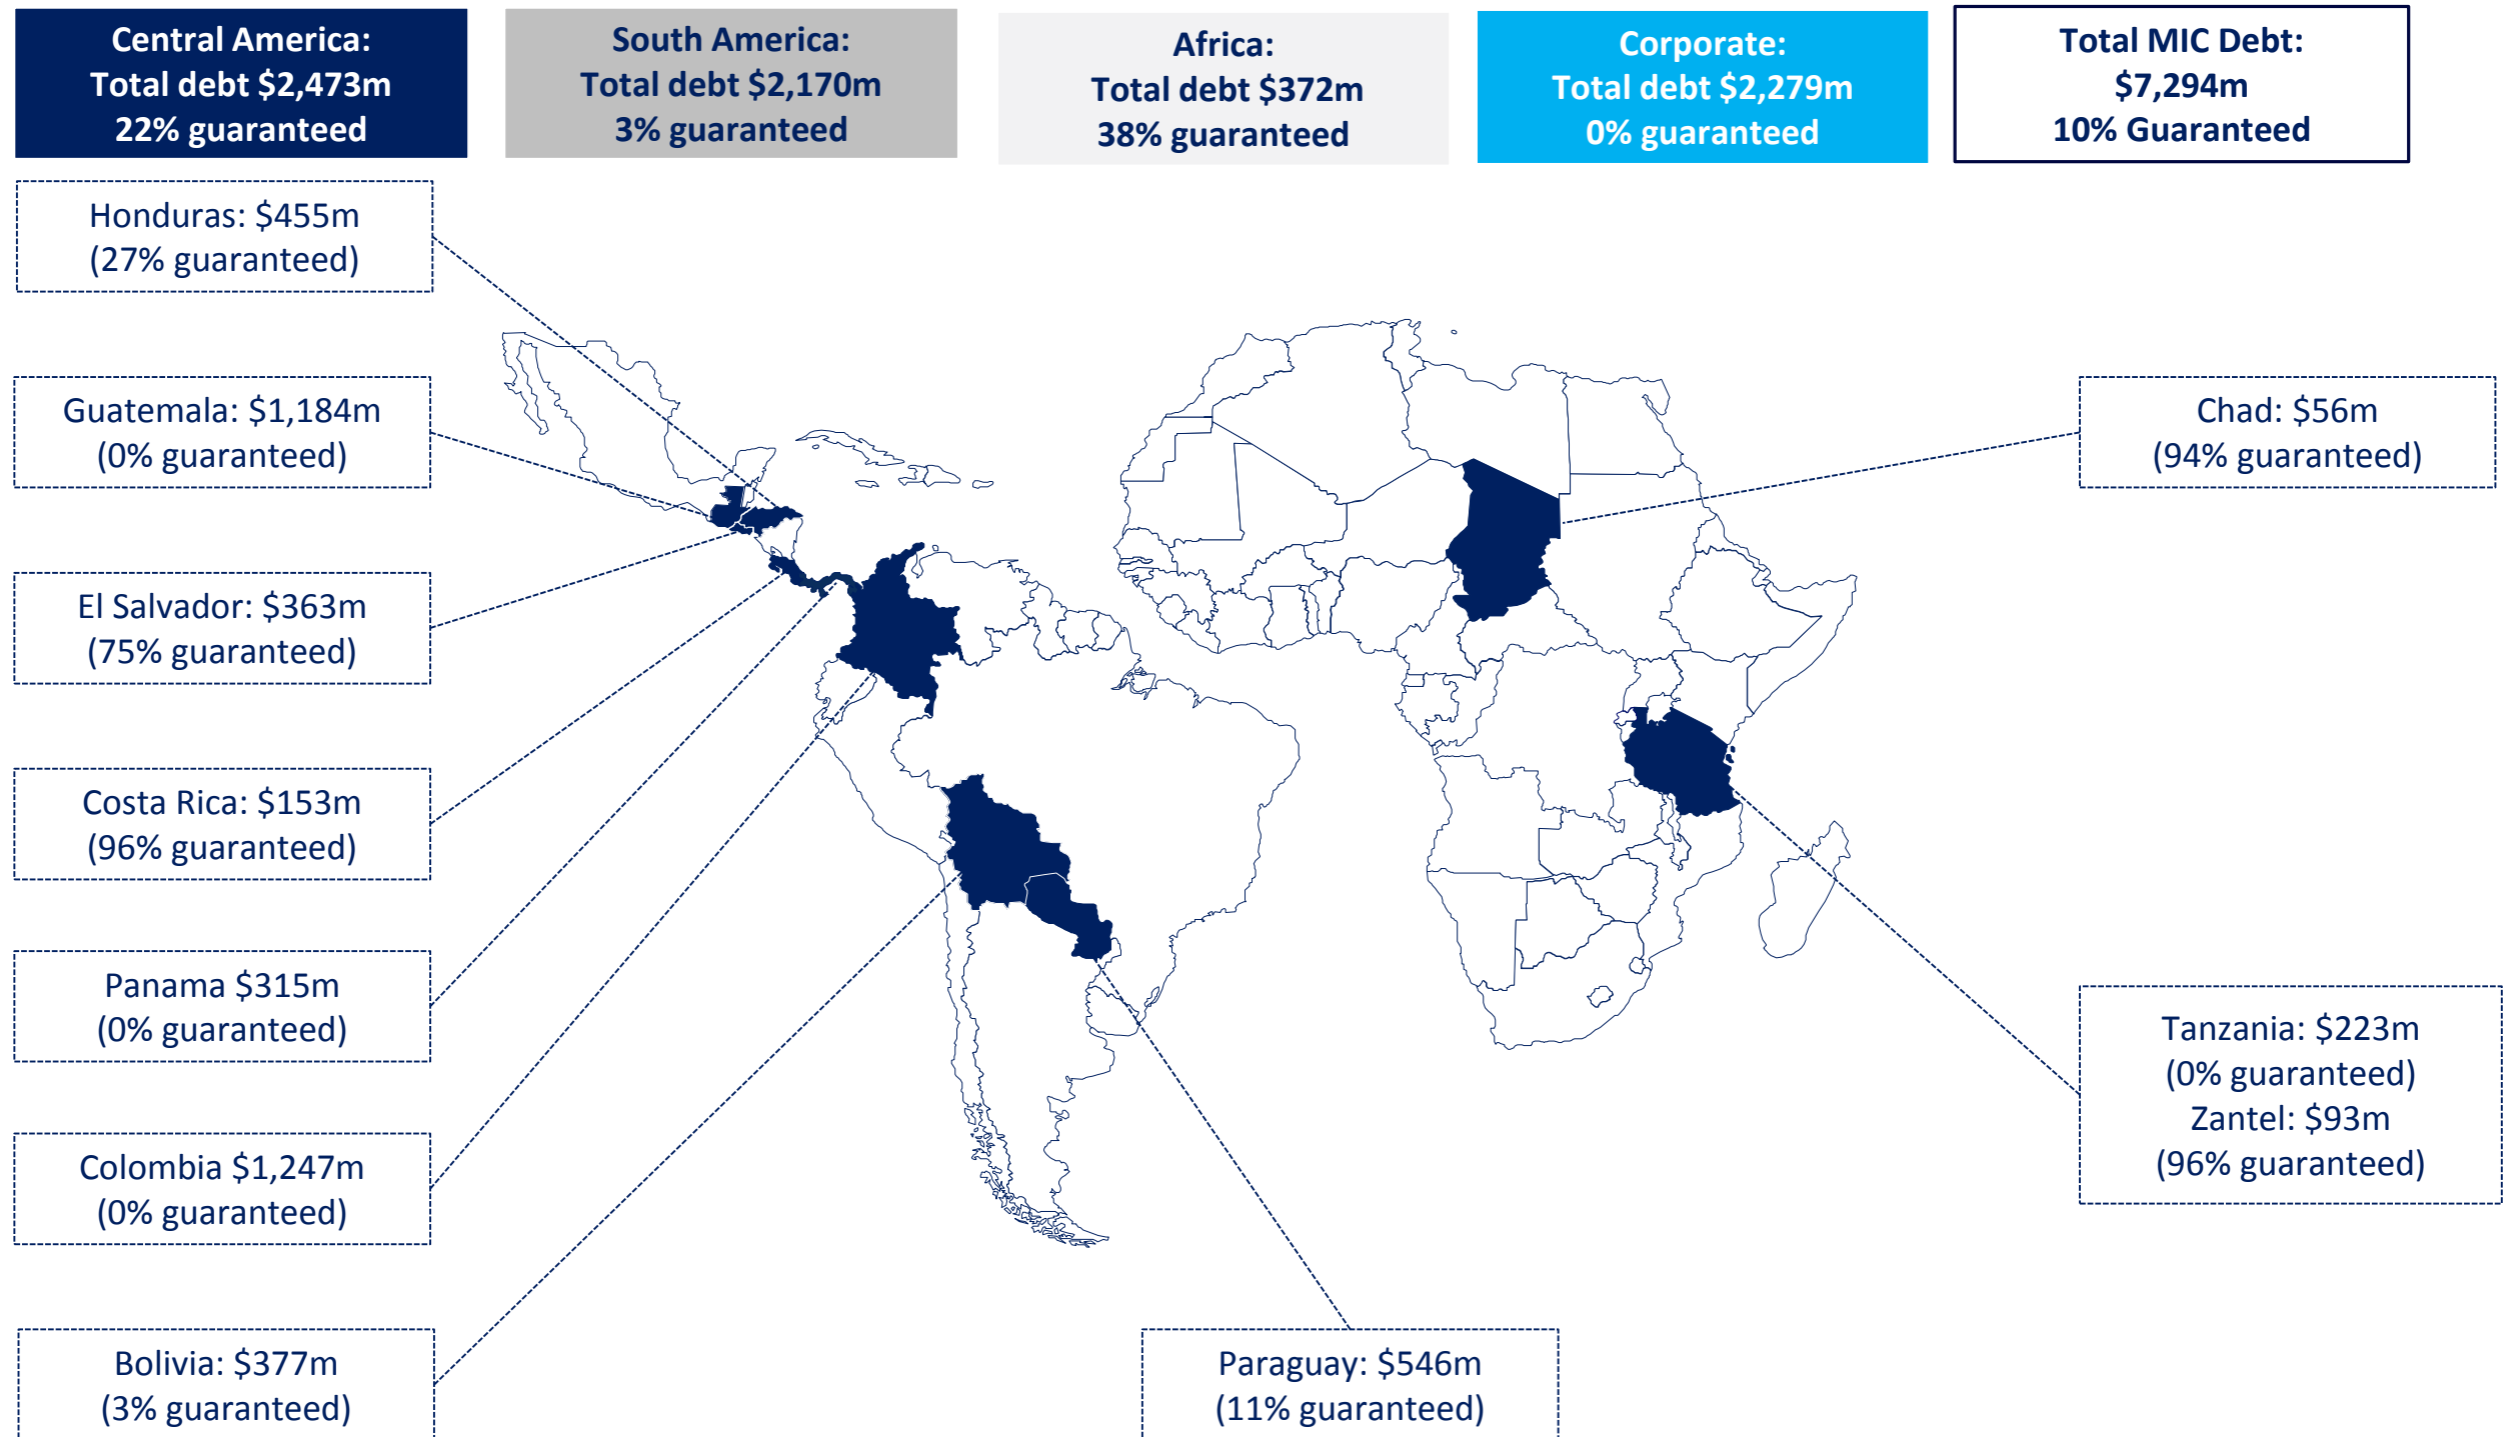 Central America:
Total debt $2,473m
22% guaranteed
South America:
Total debt $2,170m
3% guaranteed
Africa:
Total debt $372m
38% guaranteed
Corporate:
Total debt $2,279m
0% guaranteed
Total MIC Debt:
$7,294m
10% Guaranteed
Honduras: $455m
(27% guaranteed)
Guatemala: $1,184m
(0% guaranteed)
El Salvador: $363m
(75% guaranteed)
Costa Rica: $153m
(96% guaranteed)
Panama $315m
(0% guaranteed)
Colombia $1,247m
(0% guaranteed)
Bolivia: $377m
(3% guaranteed)
Paraguay: $546m
(11% guaranteed)
Chad: $56m
(94% guaranteed)
Tanzania: $223m
(0% guaranteed)
Zantel: $93m
(96% guaranteed)